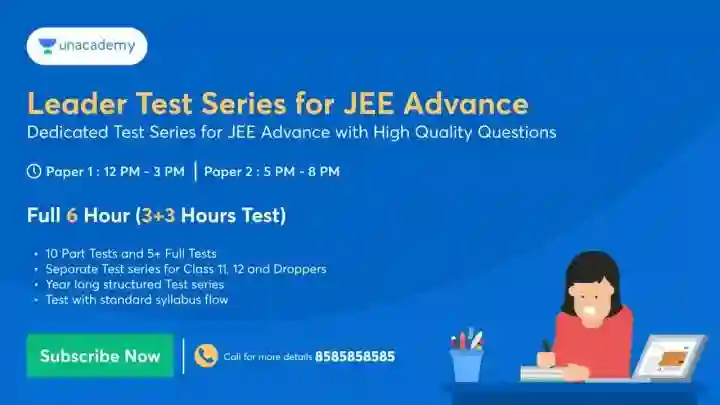 unacademy
Leader Test Series for JEE Advance
Dedicated Test Series for JEE Advance with High Quality Questions
Paper 1 : 12 PM - 3 PM | Paper 2 : 5 PM - 8 PM
Full 6 Hour (3+3 Hours Test)
• 10 Part Tests and 5+ Full Tests
• Separate Test series for Class 11, 12 and Droppers
• Year long structured Test series
• Test with standard syllabus flow
Subscribe Now
Call for more details 8585858585